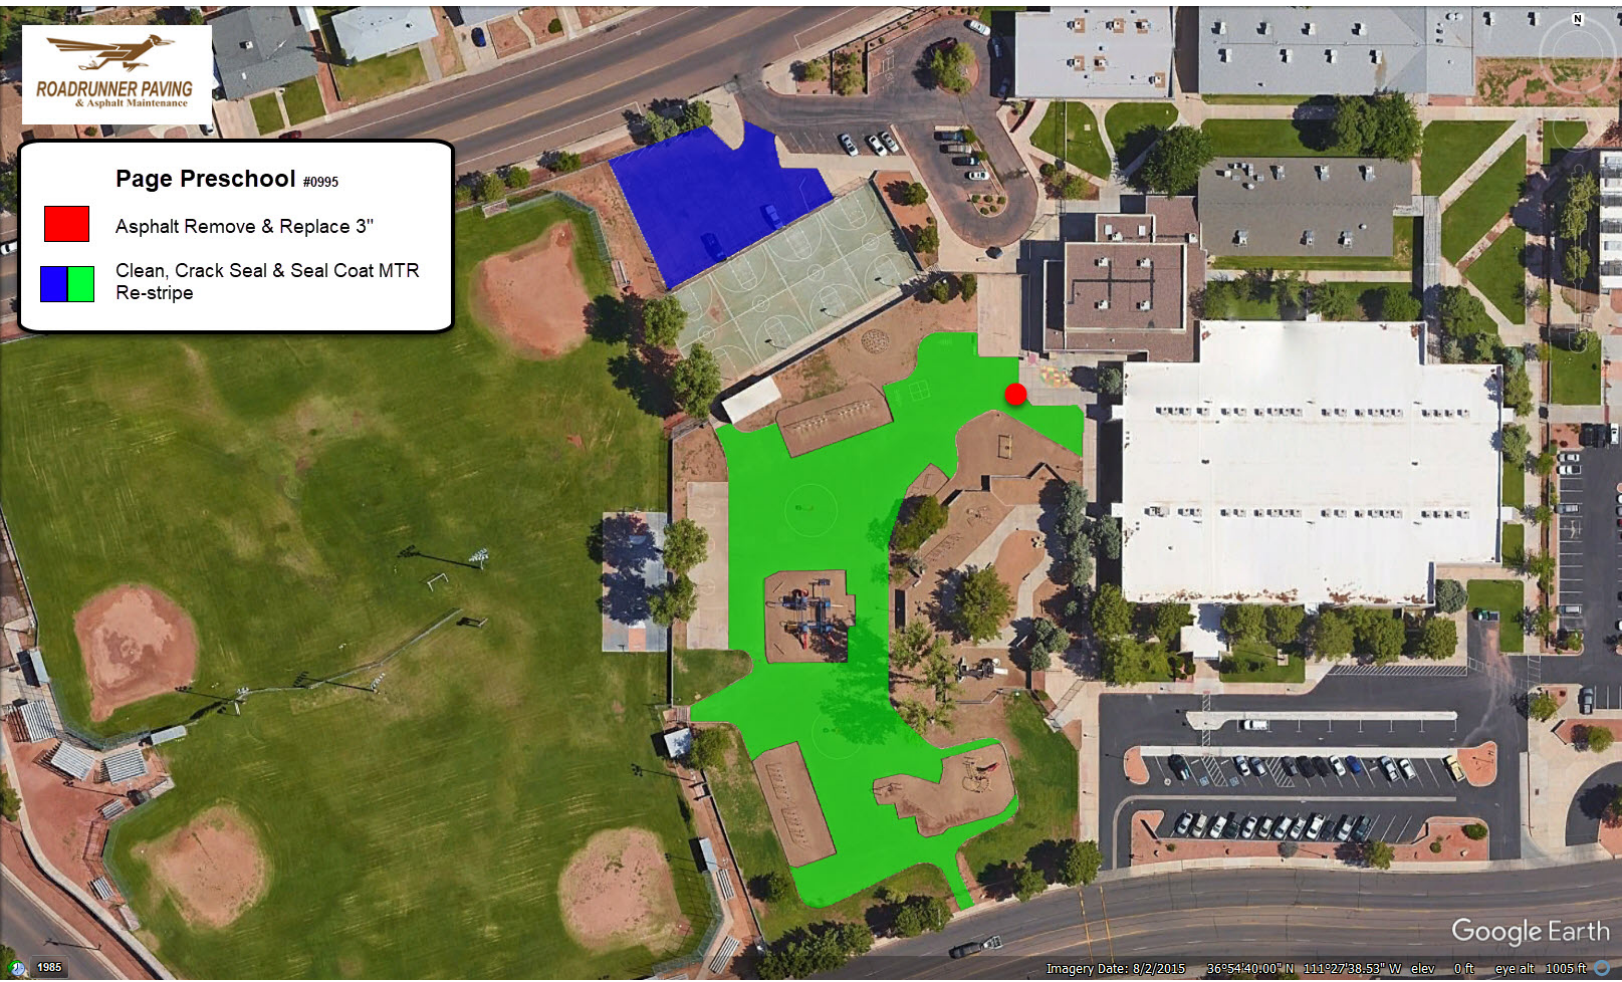 ROADRUNNER PAVING
& Asphalt Maintenance
Page Preschool #0995
Asphalt Remove & Replace 3"
Clean, Crack Seal & Seal Coat MTR
Re-stripe
N
Google Earth
1985
Imagery Date: 8/2/2015 36°54'40.00" N 111°27'38.53" W elev 0 ft eye alt 1005 ft